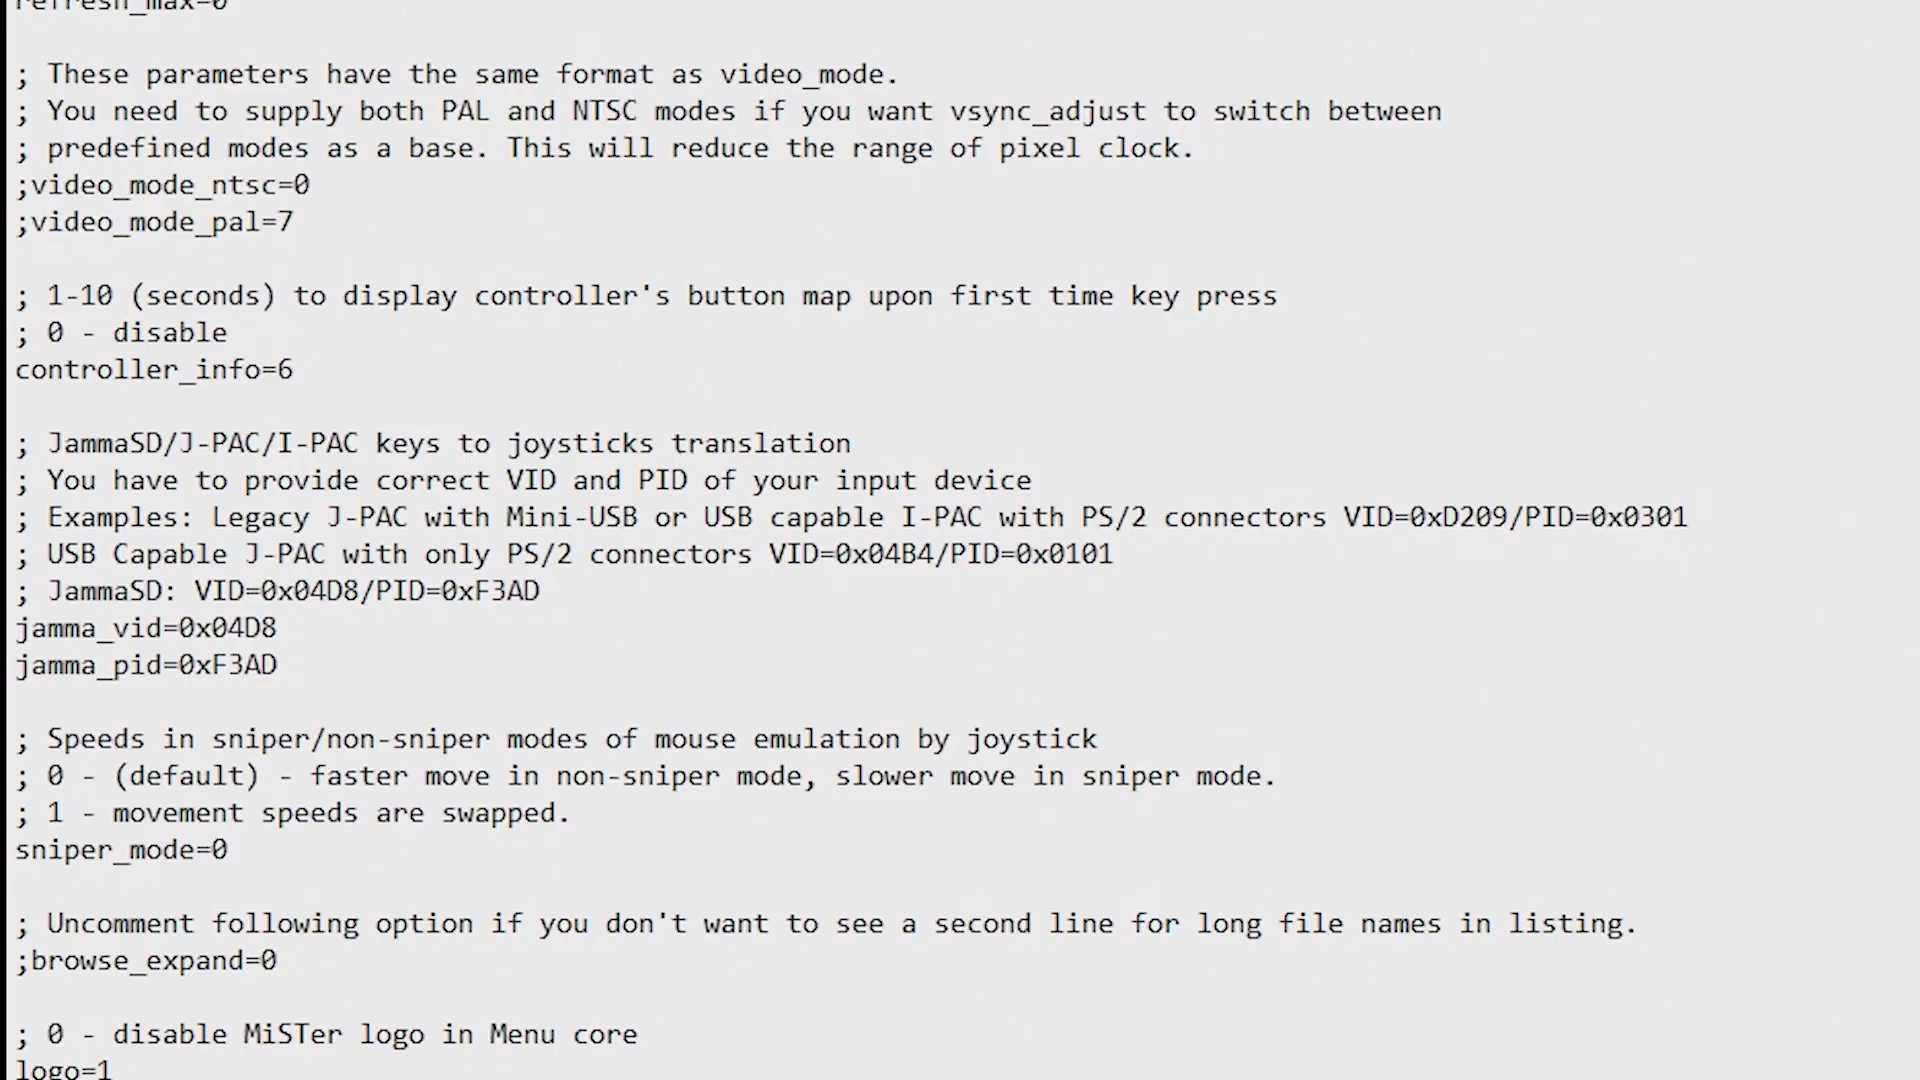 refresh_max=0
; These parameters have the same format as video_mode.
; You need to supply both PAL and NTSC modes if you want vsync_adjust to switch between
; predefined modes as a base. This will reduce the range of pixel clock.
;video_mode_ntsc=0
;video_mode_pal=7
; 1-10 (seconds) to display controller's button map upon first time key press
; 0 - disable
controller_info=6
; JammaSD/J-PAC/I-PAC keys to joysticks translation
; You have to provide correct VID and PID of your input device
; Examples: Legacy J-PAC with Mini-USB or USB capable I-PAC with PS/2 connectors VID=0xD209/PID=0x0301
; USB Capable J-PAC with only PS/2 connectors VID=0x04B4/PID=0x0101
; JammaSD: VID=0x04D8/PID=0xF3AD
jamma_vid=0x04D8
jamma_pid=0xF3AD
; Speeds in sniper/non-sniper modes of mouse emulation by joystick
; 0 - (default) - faster move in non-sniper mode, slower move in sniper mode.
; 1 - movement speeds are swapped.
sniper_mode=0
; Uncomment following option if you don't want to see a second line for long file names in listing.
;browse_expand=0
; 0 - disable MiSTer logo in Menu core
logo=1